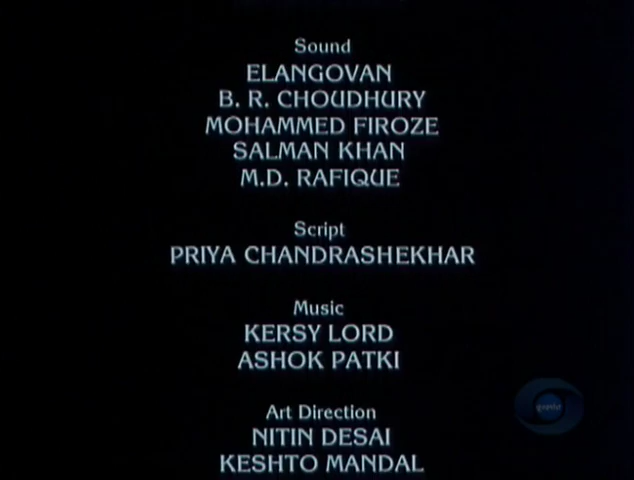 Sound
ELANGOVAN
B. R. CHOUDHURY
MOHAMMED FIROZE
SALMAN KHAN
M.D. RAFIQUE
Script
PRIYA CHANDRASHEKHAR
Music
KERSY LORD
ASHOK PATKI
Art Direction
NITIN DESAI
KESHTO MANDAL